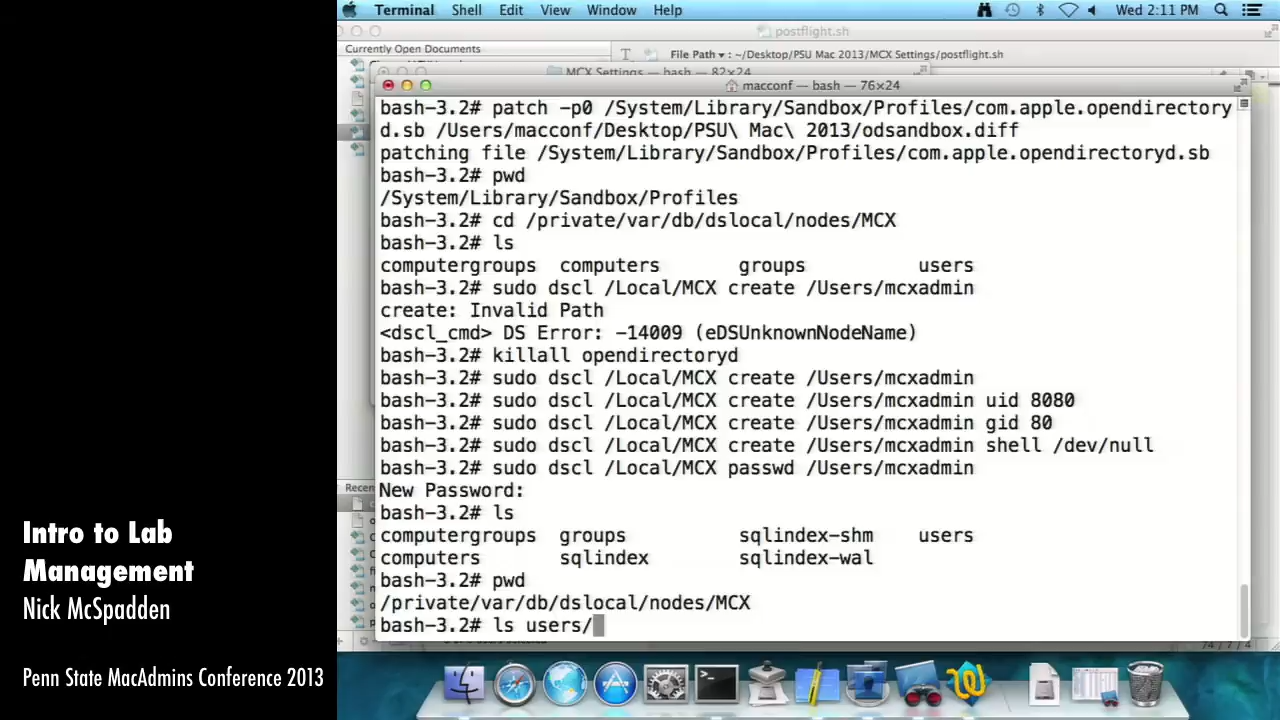 Terminal Shell Edit View Window Help Wed 2:11 PM
postflight.sh
Currently Open Documents
File Path ▾ : ~/Desktop/PSU Mac 2013/MCX Settings/postflight.sh
MCX Settings — bash — 82×24
macconf — bash — 76×24
bash-3.2# patch -p0 /System/Library/Sandbox/Profiles/com.apple.opendirectory
d.sb /Users/macconf/Desktop/PSU\ Mac\ 2013/odsandbox.diff
patching file /System/Library/Sandbox/Profiles/com.apple.opendirectoryd.sb
bash-3.2# pwd
/System/Library/Sandbox/Profiles
bash-3.2# cd /private/var/db/dslocal/nodes/MCX
bash-3.2# ls
computergroups computers groups users
bash-3.2# sudo dscl /Local/MCX create /Users/mcxadmin
create: Invalid Path
<dscl_cmd> DS Error: -14009 (eDSUnknownNodeName)
bash-3.2# killall opendirectoryd
bash-3.2# sudo dscl /Local/MCX create /Users/mcxadmin
bash-3.2# sudo dscl /Local/MCX create /Users/mcxadmin uid 8080
bash-3.2# sudo dscl /Local/MCX create /Users/mcxadmin gid 80
bash-3.2# sudo dscl /Local/MCX create /Users/mcxadmin shell /dev/null
bash-3.2# sudo dscl /Local/MCX passwd /Users/mcxadmin
New Password:
bash-3.2# ls
computergroups groups sqlindex-shm users
computers sqlindex sqlindex-wal
bash-3.2# pwd
/private/var/db/dslocal/nodes/MCX
bash-3.2# ls users/
Intro to Lab
Management
Nick McSpadden
Penn State MacAdmins Conference 2013